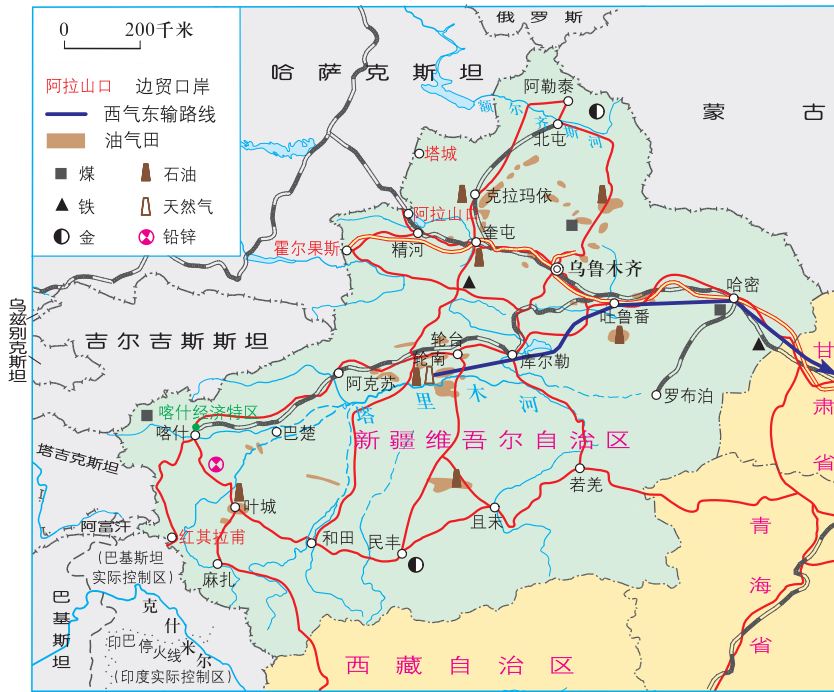 俄罗斯
0 200千米
哈萨克斯坦
阿拉山口 边贸口岸
西气东输路线
油气田
煤 石油
铁 天然气
金 铅锌
阿勒泰
额尔齐斯河
北屯
蒙古
塔城
克拉玛依
阿拉山口
霍尔果斯
精河
奎屯
乌鲁木齐
哈密
吐鲁番
乌兹别克斯坦
吉尔吉斯斯坦
轮台
轮南
库尔勒
阿克苏
罗布泊
甘肃省
喀什经济特区
喀什
巴楚
塔里木河
新疆维吾尔自治区
塔吉克斯坦
若羌
叶城
且末
阿富汗
红其拉甫
和田
民丰
青海省
(巴基斯坦
实际控制区)
麻扎
巴基斯坦
克什米尔
印巴停火线
(印度实际控制区)
西藏自治区